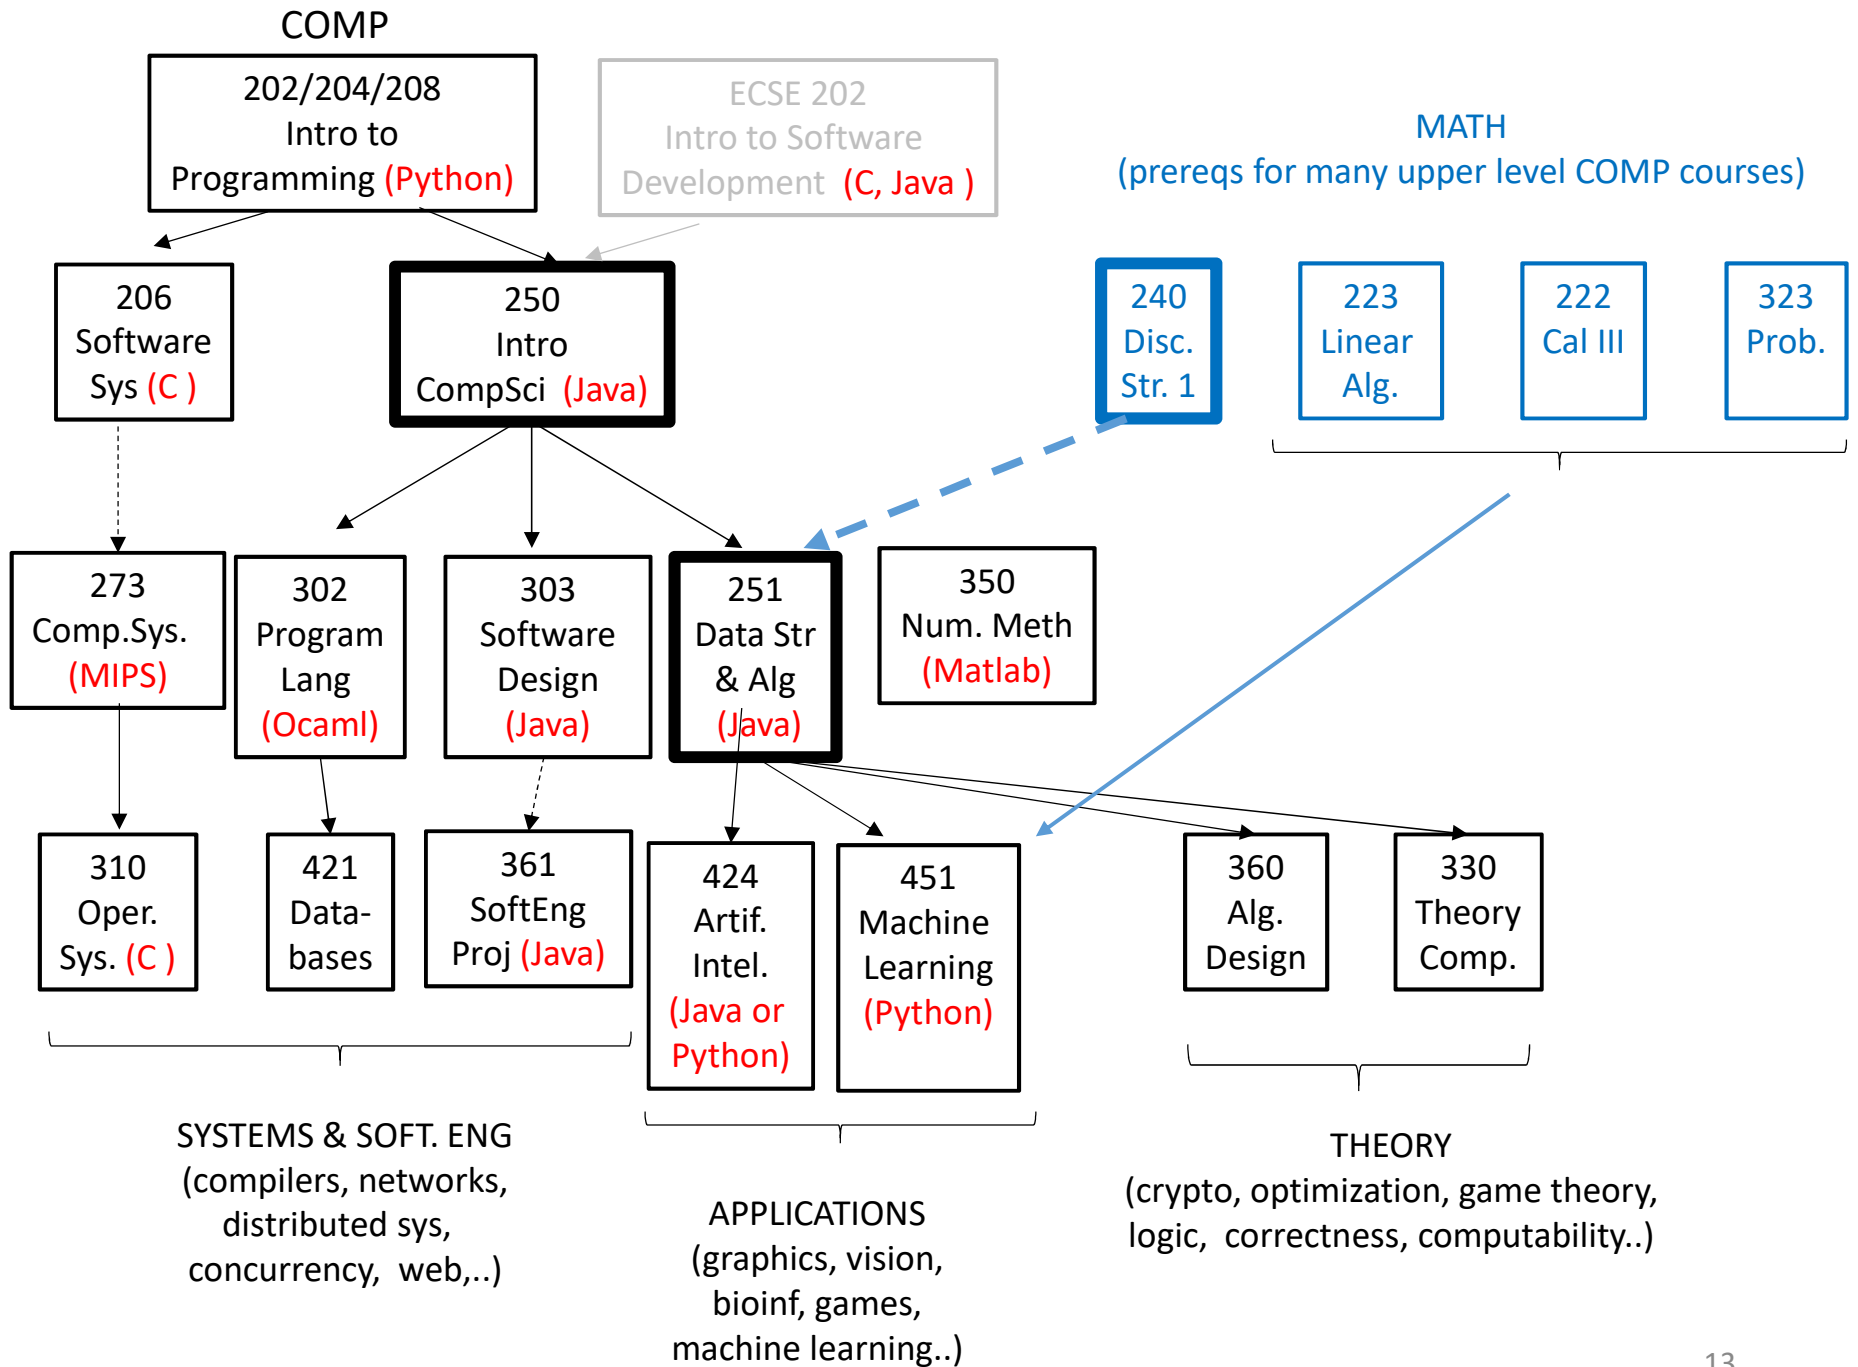 COMP
202/204/208
Intro to
Programming (Python)
ECSE 202
Intro to Software
Development (C, Java )
MATH
(prereqs for many upper level COMP courses)
206
Software
Sys (C )
250
Intro
CompSci (Java)
240
Disc.
Str. 1
223
Linear
Alg.
222
Cal III
323
Prob.
273
Comp.Sys.
(MIPS)
302
Program
Lang
(Ocaml)
303
Software
Design
(Java)
251
Data Str
& Alg
(Java)
350
Num. Meth
(Matlab)
310
Oper.
Sys. (C )
421
Data-
bases
361
SoftEng
Proj (Java)
424
Artif.
Intel.
(Java or
Python)
451
Machine
Learning
(Python)
360
Alg.
Design
330
Theory
Comp.
SYSTEMS & SOFT. ENG
(compilers, networks,
distributed sys,
concurrency, web,..)
APPLICATIONS
(graphics, vision,
bioinf, games,
machine learning..)
THEORY
(crypto, optimization, game theory,
logic, correctness, computability..)
13